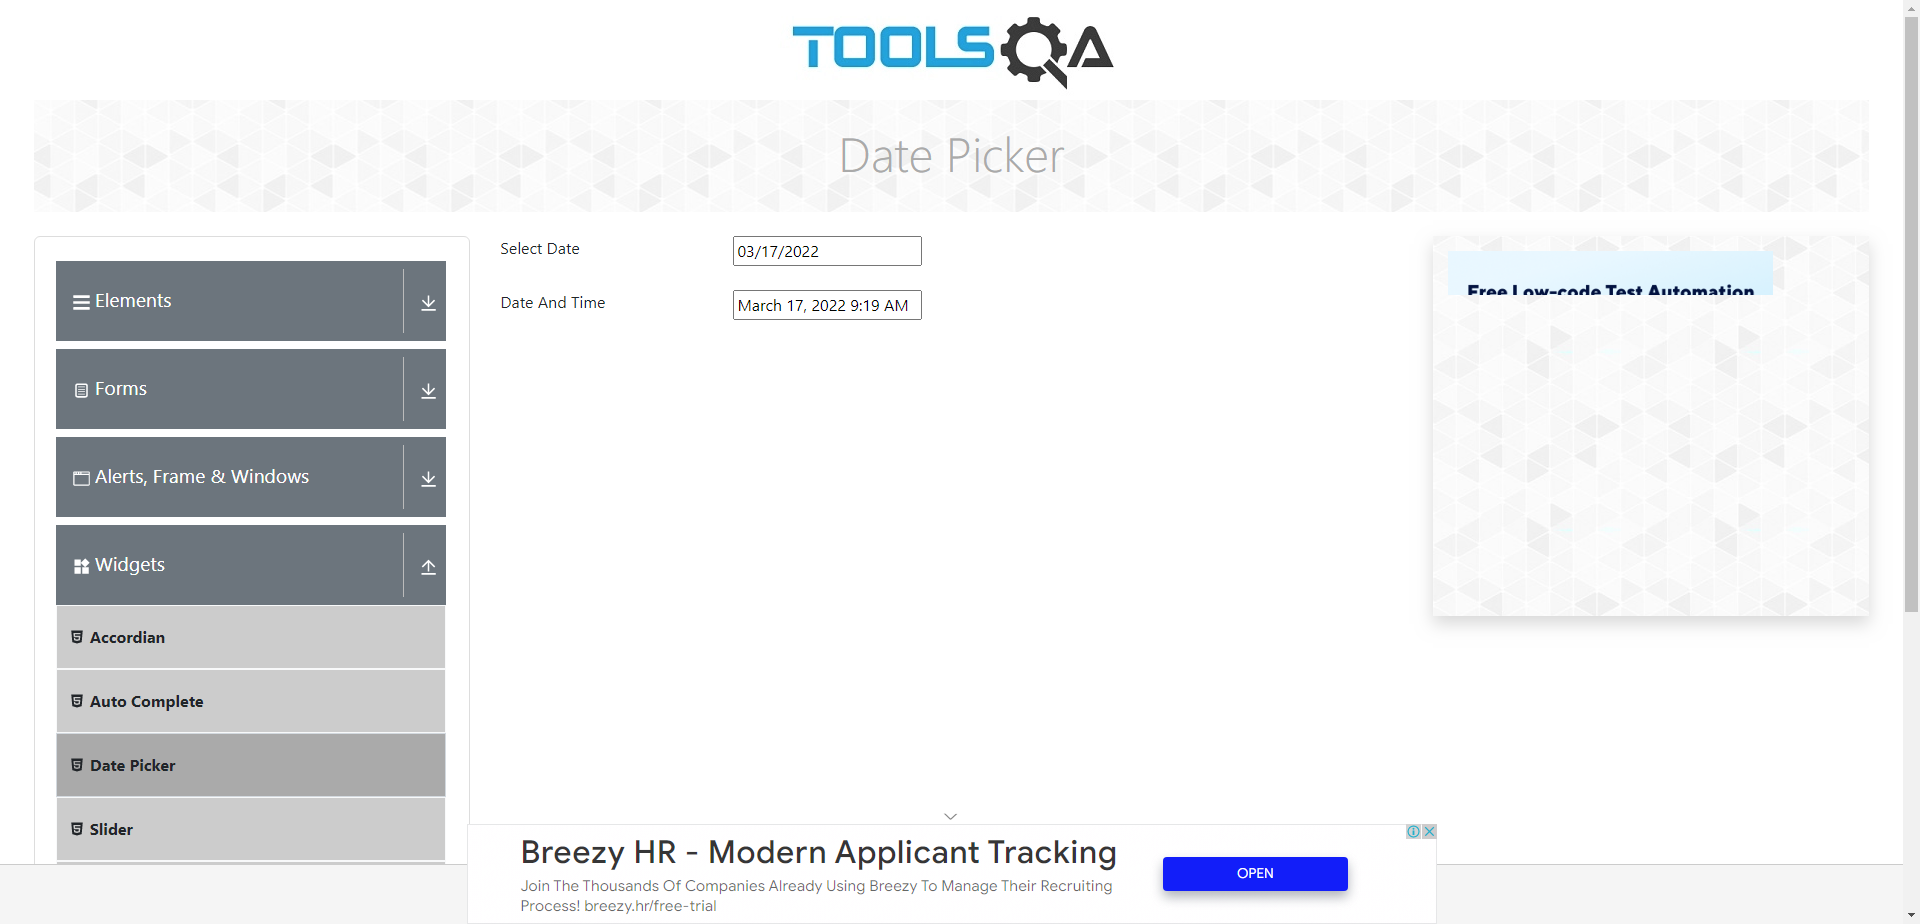 TOOLSQA
Date Picker
Elements
Forms
Alerts, Frame & Windows
Widgets
Accordian
Auto Complete
Date Picker
Slider
Select Date
03/17/2022
Date And Time
March 17, 2022 9:19 AM
Free Low-code Test Automation
Breezy HR - Modern Applicant Tracking
Join The Thousands Of Companies Already Using Breezy To Manage Their Recruiting
Process! breezy.hr/free-trial
OPEN